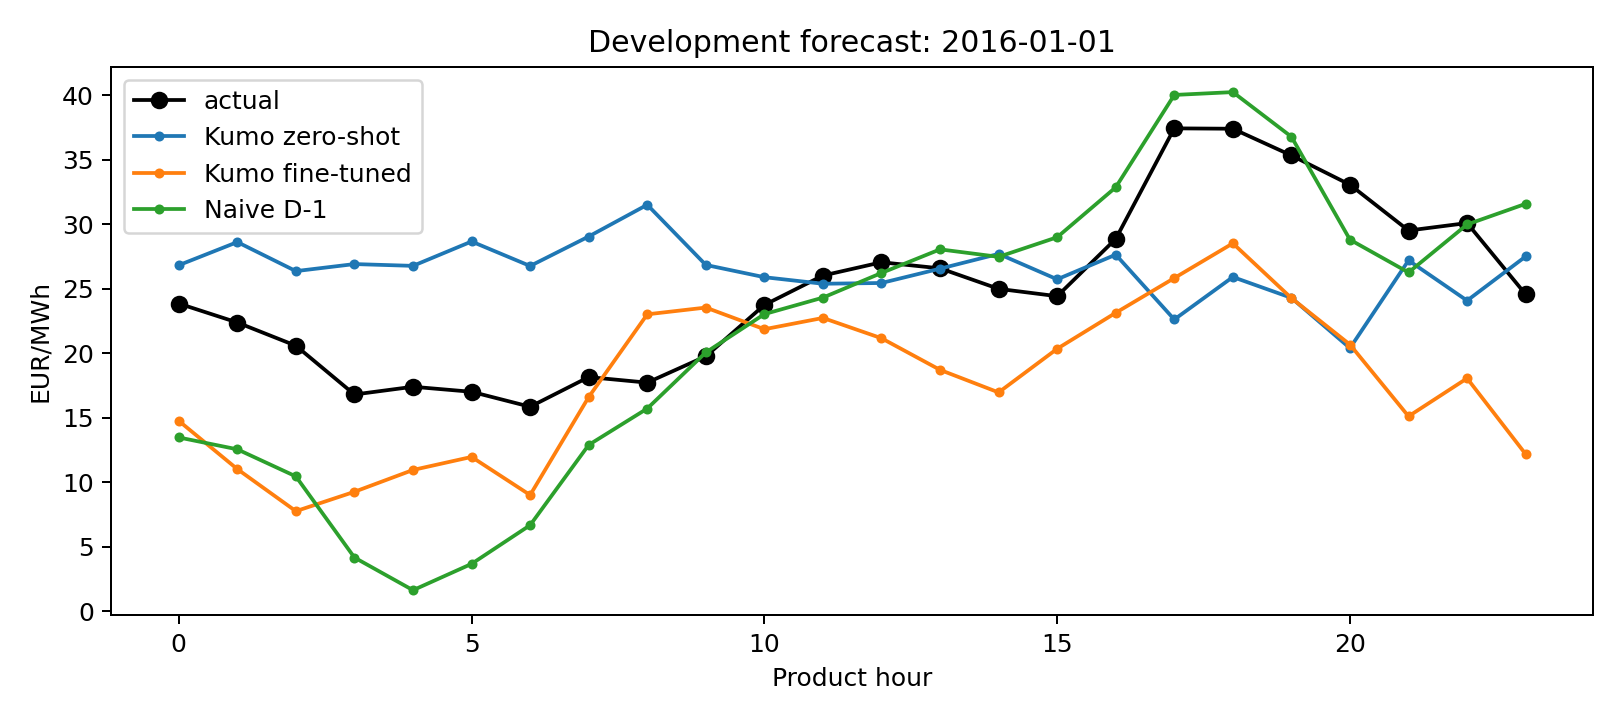 Development forecast: 2016-01-01
actual
Kumo zero-shot
Kumo fine-tuned
Naive D-1
EUR/MWh
40
35
30
25
20
15
10
5
0
0 5 10 15 20
Product hour